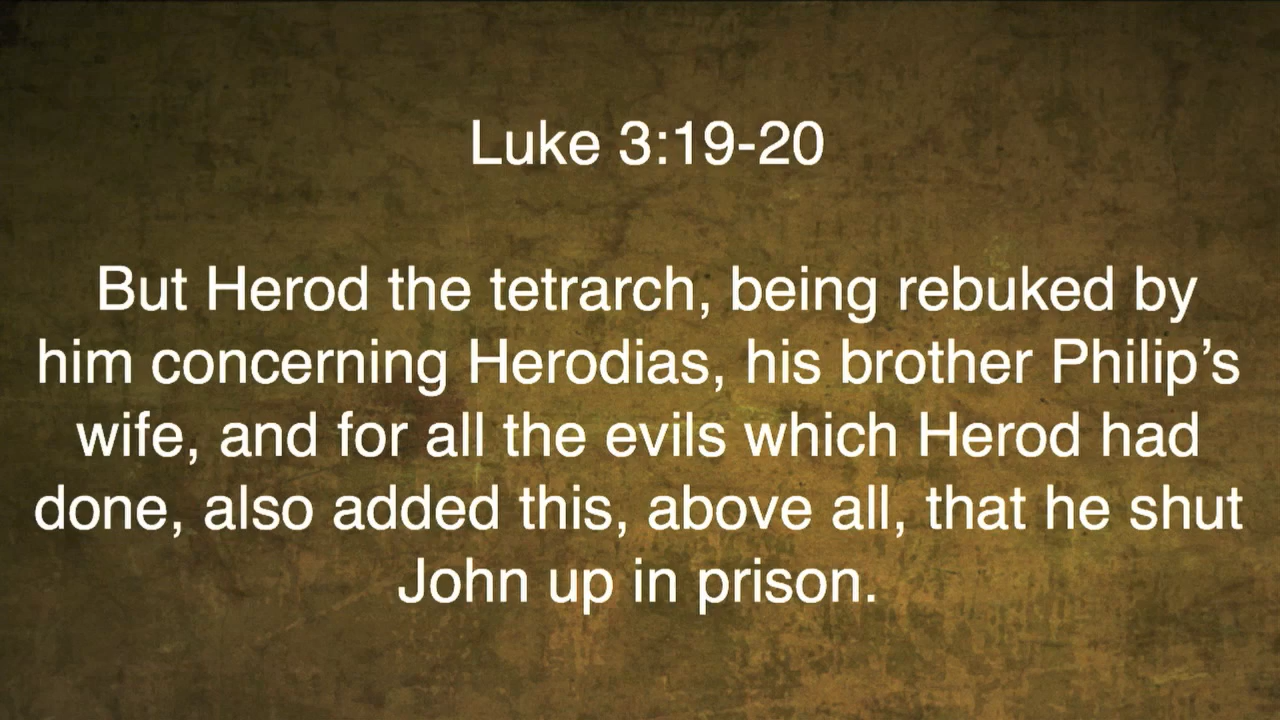 Luke 3:19-20
But Herod the tetrarch, being rebuked by
him concerning Herodias, his brother Philip’s
wife, and for all the evils which Herod had
done, also added this, above all, that he shut
John up in prison.